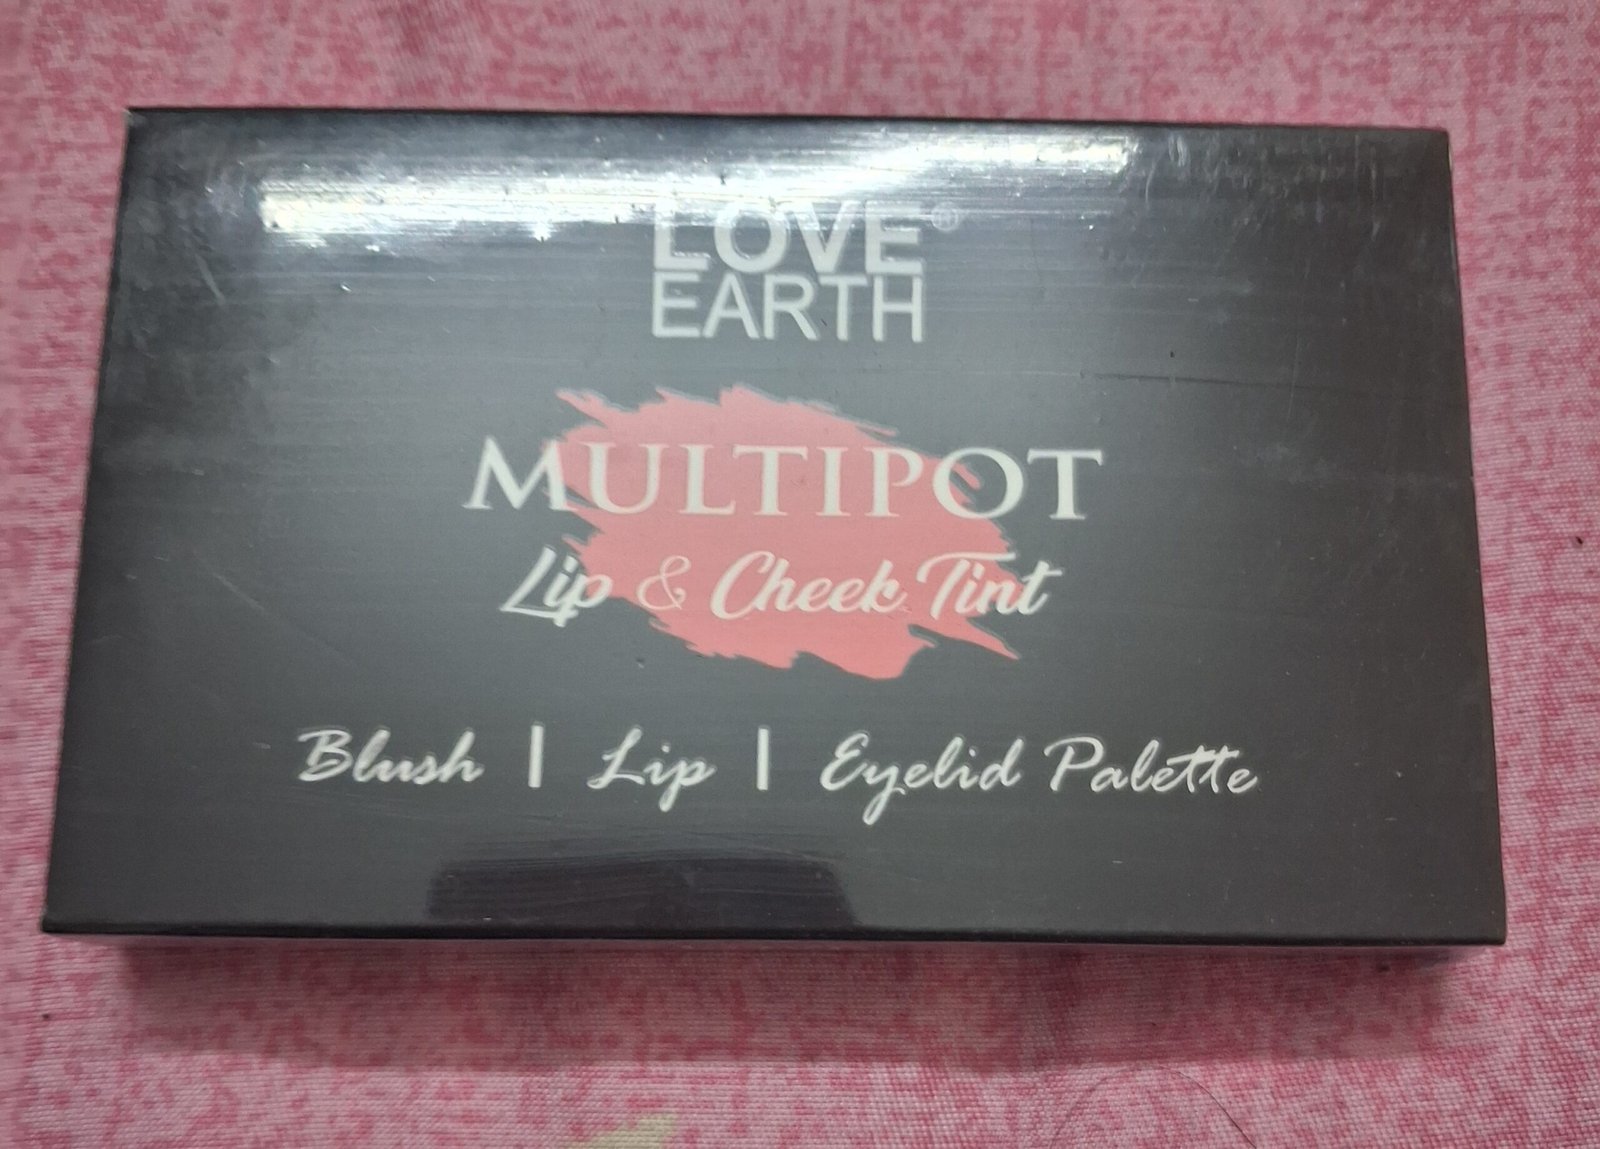 LOVE®
EARTH
MULTIPOT
Lip & Cheek Tint
Blush | Lip | Eyelid Palette